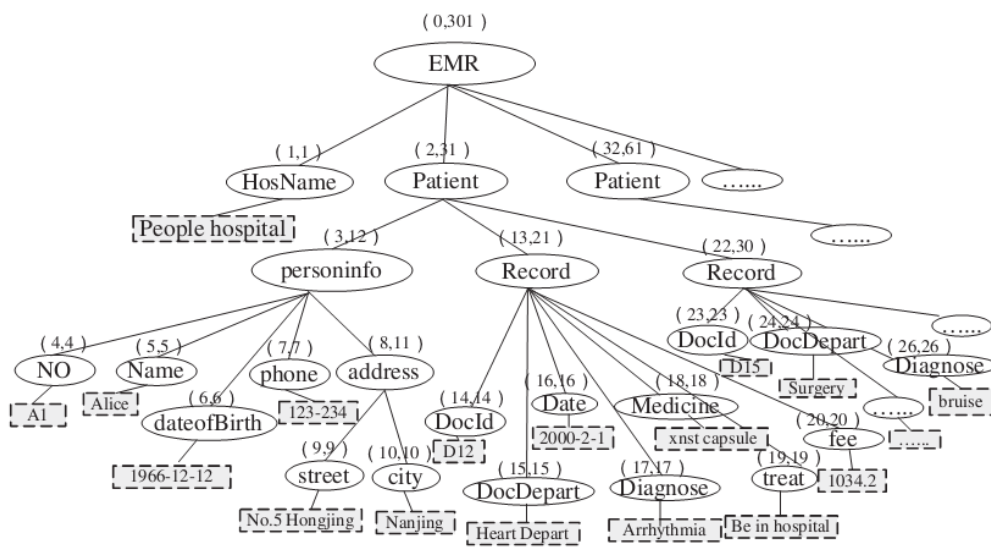 ( 0,301 )
EMR
( 1,1 )
( 2,31 )
( 32,61 )
HosName
Patient
Patient
…...
People hospital
( 3,12 )
( 13,21 )
( 22,30 )
…...
personinfo
Record
Record
( 4,4 )
( 5,5 )
( 7,7 )
( 8,11 )
( 23,23 )
( 24,24 )
…...
NO
Name
phone
address
DocId
DocDepart
( 26,26 )
Diagnose
A1
Alice
( 6,6 )
dateofBirth
123-234
( 14,14 )
DocId
( 16,16 )
Date
( 18,18 )
Medicine
D15
Surgery
…...
bruise
1966-12-12
( 9,9 )
street
( 10,10 )
city
D12
2000-2-1
xnst capsule
( 20,20 )
fee
…...
( 15,15 )
DocDepart
( 17,17 )
Diagnose
( 19,19 )
treat
1034.2
No.5 Hongjing
Nanjing
Heart Depart
Arrhythmia
Be in hospital